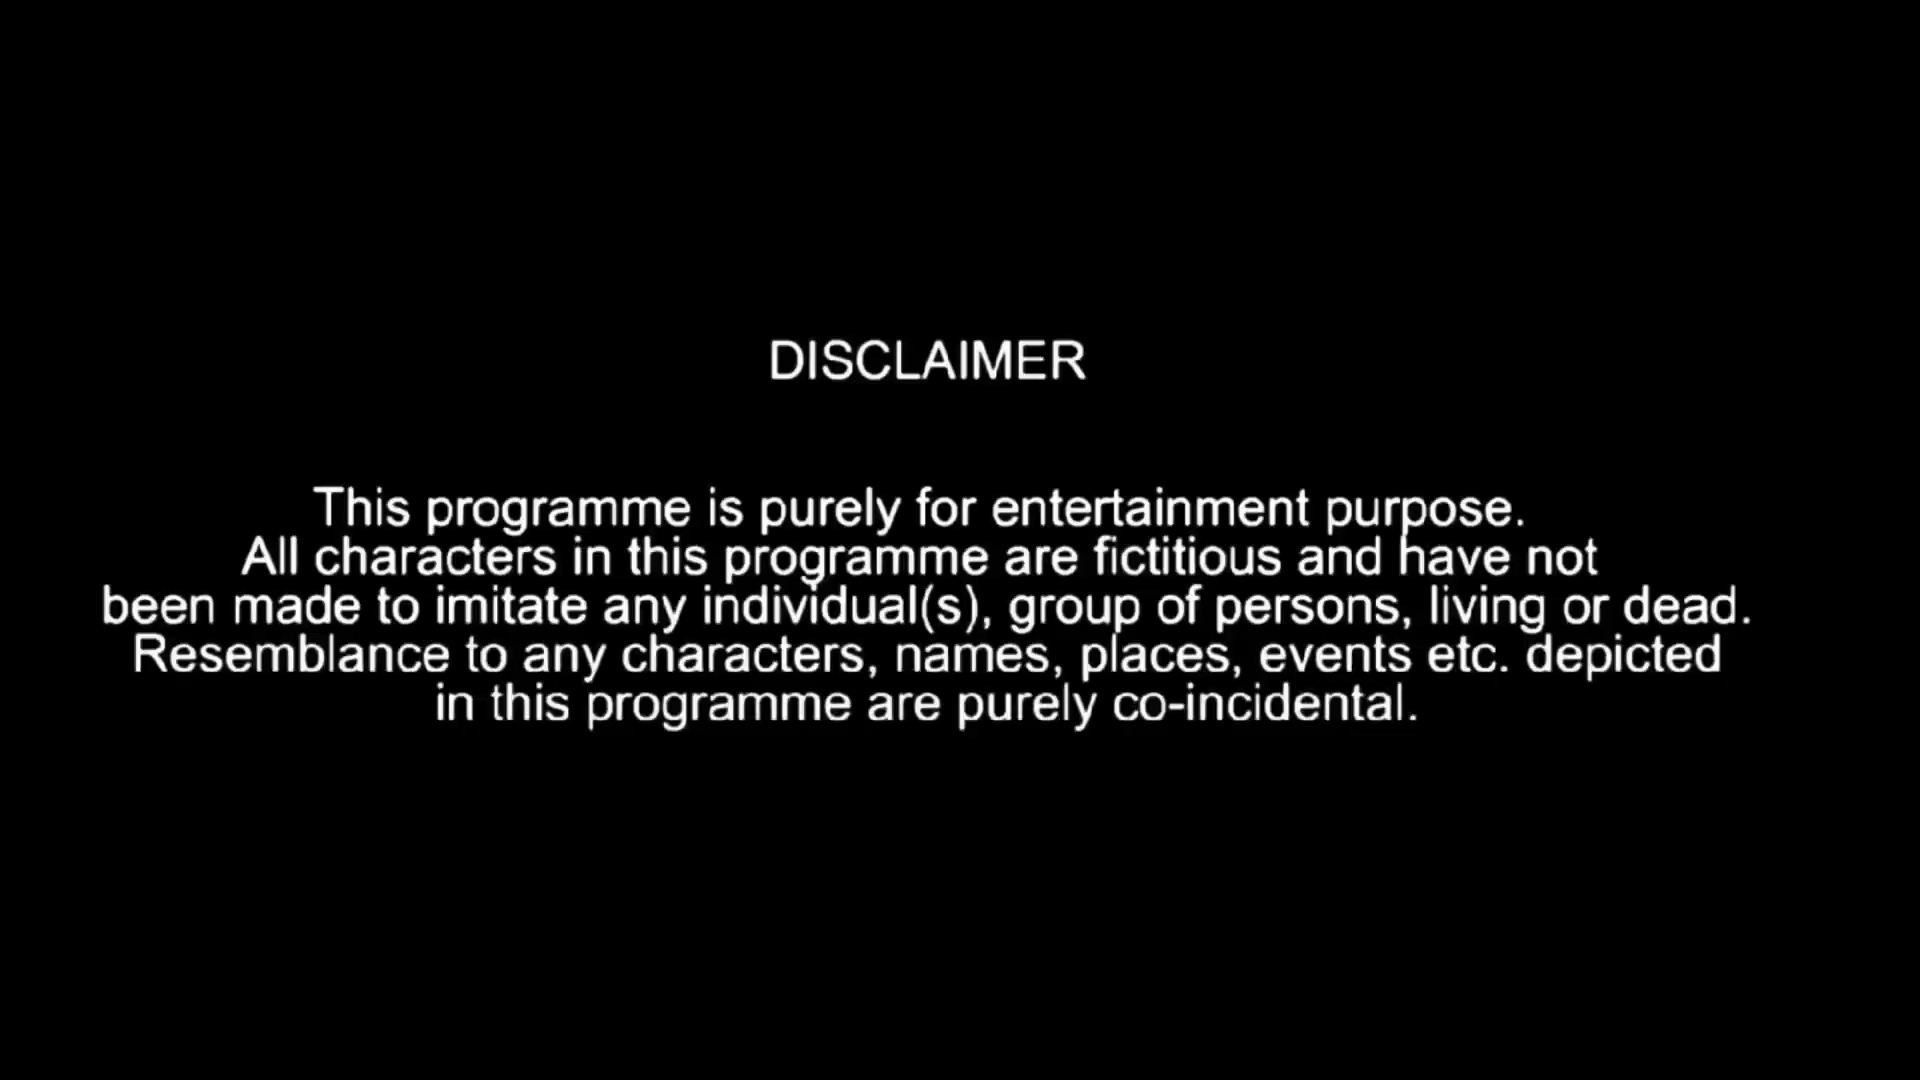 DISCLAIMER
This programme is purely for entertainment purpose.
All characters in this programme are fictitious and have not
been made to imitate any individual(s), group of persons, living or dead.
Resemblance to any characters, names, places, events etc. depicted
in this programme are purely co-incidental.